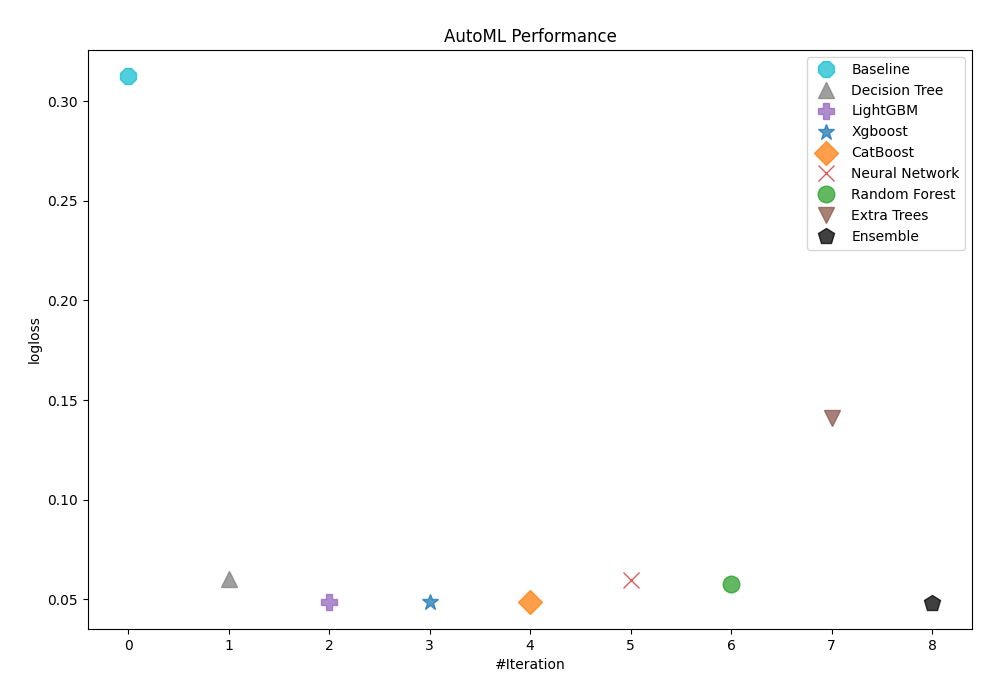 AutoML Performance
logloss
0.30
0.25
0.20
0.15
0.10
0.05
0 1 2 3 4 5 6 7 8
#Iteration
Baseline
Decision Tree
LightGBM
Xgboost
CatBoost
Neural Network
Random Forest
Extra Trees
Ensemble